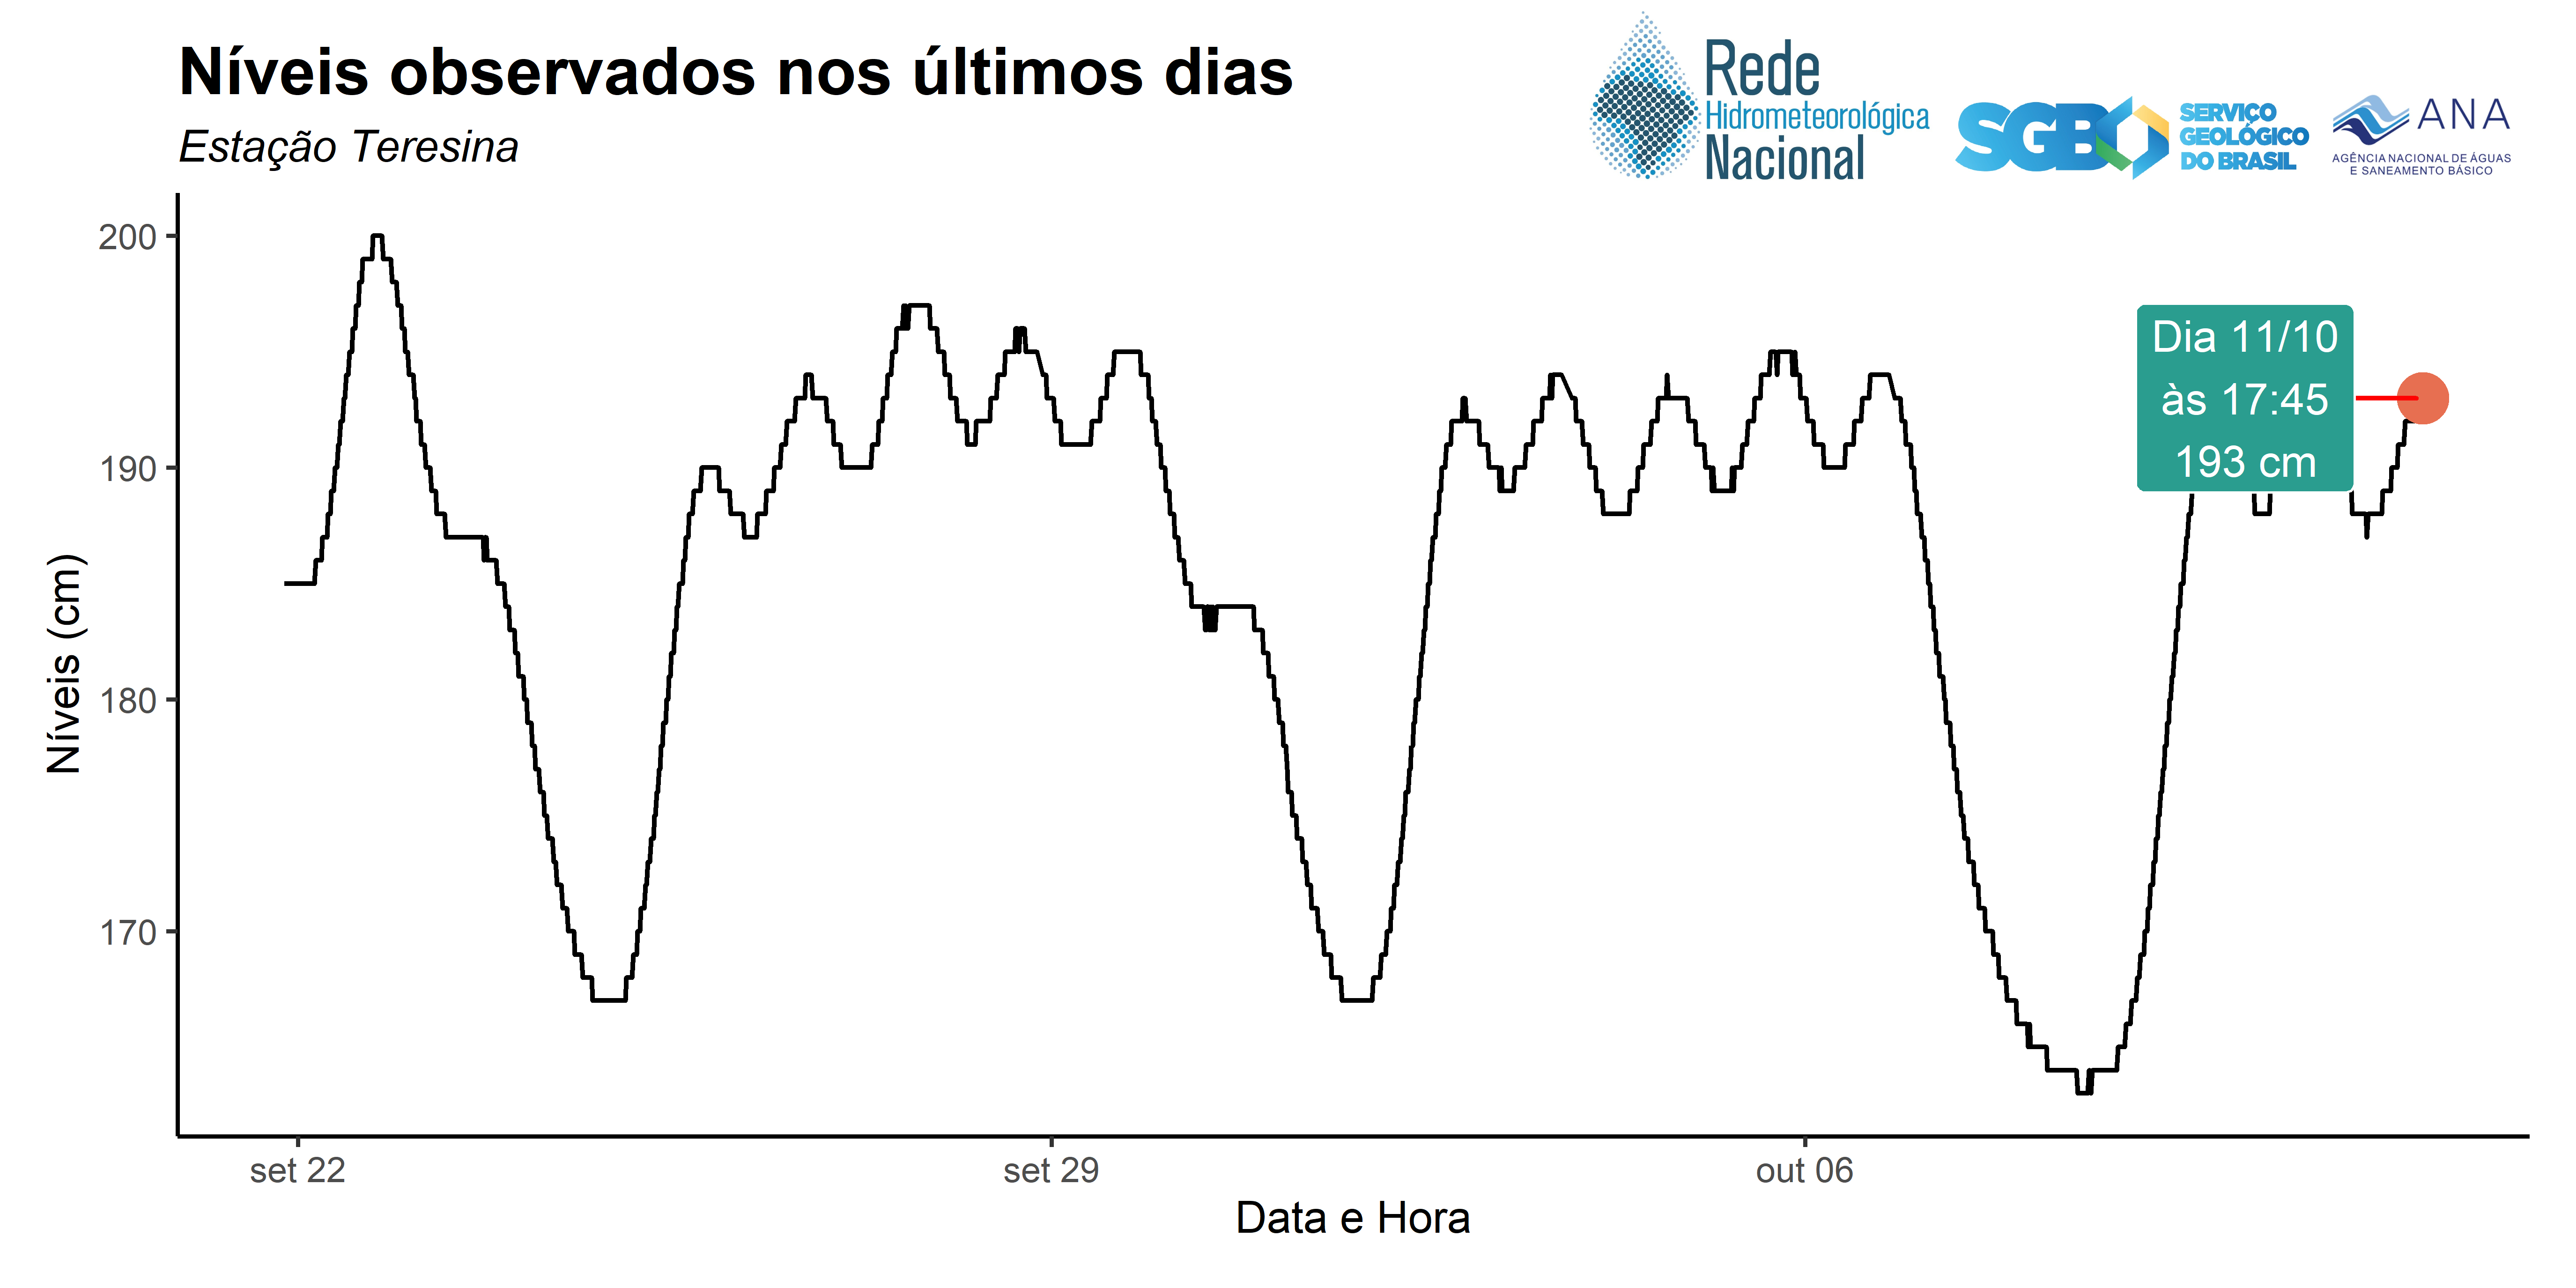 Níveis observados nos últimos dias
Estação Teresina
Rede
Hidrometeorológica
Nacional
SGB
SERVIÇO
GEOLÓGICO
DO BRASIL
ANA
AGÊNCIA NACIONAL DE ÁGUAS
E SANEAMENTO BÁSICO
Níveis (cm)
200
190
180
170
Dia 11/10
às 17:45
193 cm
set 22
set 29
out 06
Data e Hora